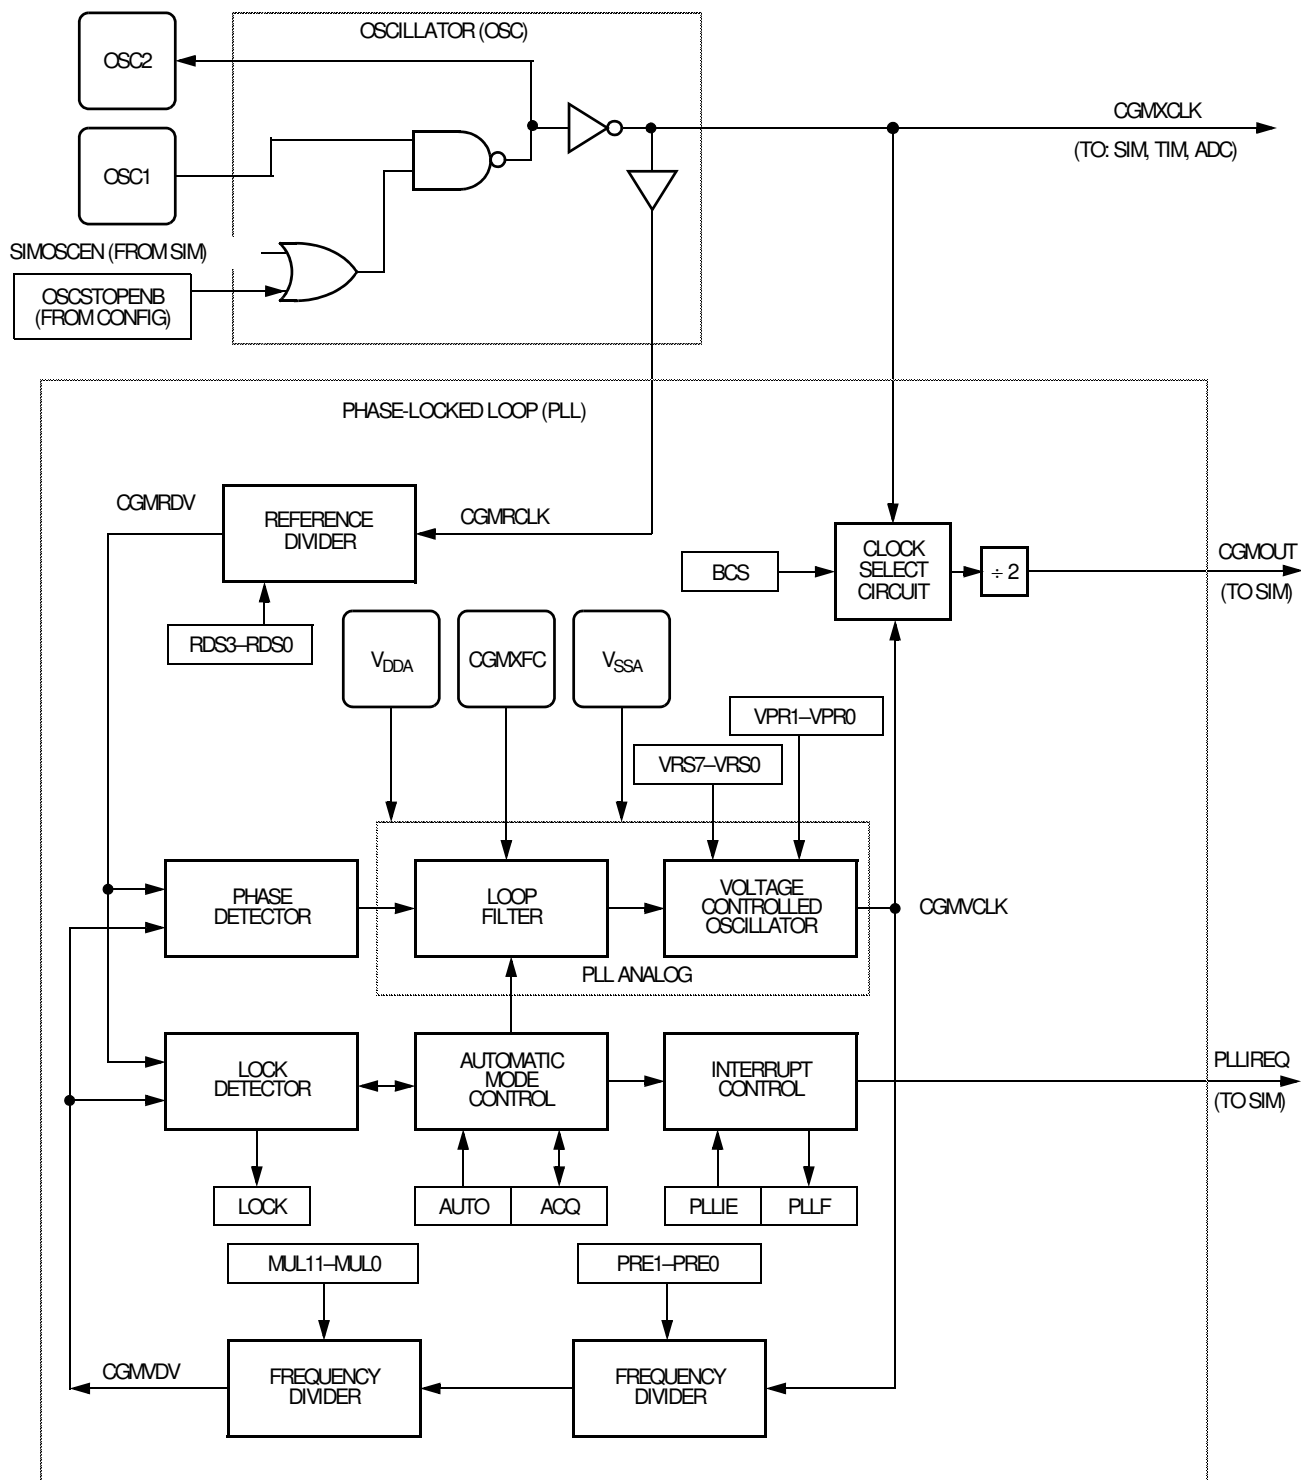 OSCILLATOR (OSC)
OSC2
CGMXCLK
(TO: SIM, TIM, ADC)
OSC1
SIMOSCEN (FROM SIM)
OSCSTOPENB
(FROM CONFIG)
PHASE-LOCKED LOOP (PLL)
CGMRDV
REFERENCE
DIVIDER
CGMRCLK
BCS
CLOCK
SELECT
CIRCUIT
÷ 2
CGMOUT
(TO SIM)
RDS3–RDS0
VDDA
CGMXFC
VSSA
VPR1–VPR0
VRS7–VRS0
PHASE
DETECTOR
LOOP
FILTER
VOLTAGE
CONTROLLED
OSCILLATOR
CGMVCLK
PLL ANALOG
LOCK
DETECTOR
AUTOMATIC
MODE
CONTROL
INTERRUPT
CONTROL
PLLIREQ
(TO SIM)
LOCK
AUTO
ACQ
PLLIE
PLLF
MUL11–MUL0
PRE1–PRE0
CGMVDV
FREQUENCY
DIVIDER
FREQUENCY
DIVIDER